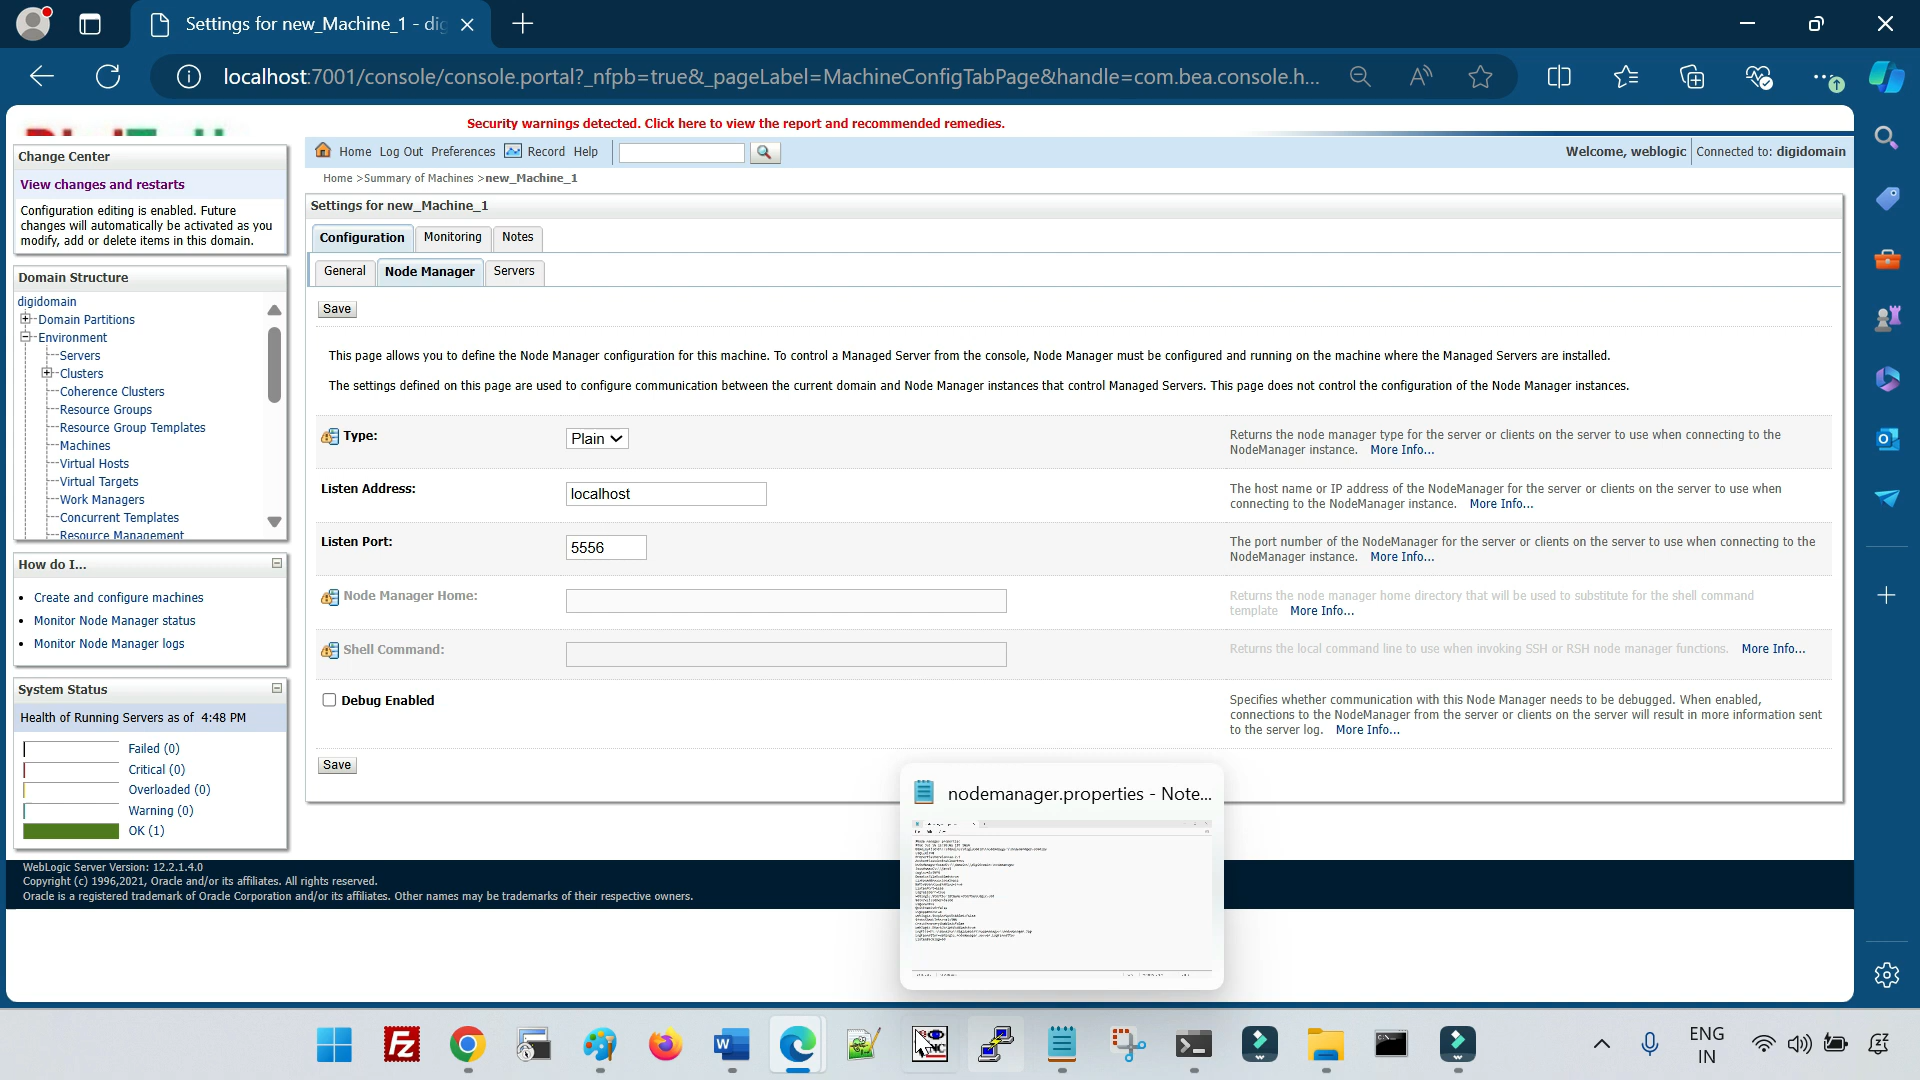 Settings for new_Machine_1 - dig
localhost:7001/console/console.portal?_nfpb=true&_pageLabel=MachineConfigTabPage&handle=com.bea.console.h...
Security warnings detected. Click here to view the report and recommended remedies.
Change Center
View changes and restarts
Configuration editing is enabled. Future
changes will automatically be activated as you
modify, add or delete items in this domain.
Domain Structure
digidomain
Domain Partitions
Environment
Servers
Clusters
Coherence Clusters
Resource Groups
Resource Group Templates
Machines
Virtual Hosts
Virtual Targets
Work Managers
Concurrent Templates
Resource Management
How do I...
Create and configure machines
Monitor Node Manager status
Monitor Node Manager logs
System Status
Health of Running Servers as of 4:48 PM
Failed (0)
Critical (0)
Overloaded (0)
Warning (0)
OK (1)
Home Log Out Preferences Record Help
Welcome, weblogic Connected to: digidomain
Home >Summary of Machines >new_Machine_1
Settings for new_Machine_1
Configuration Monitoring Notes
General Node Manager Servers
Save
This page allows you to define the Node Manager configuration for this machine. To control a Managed Server from the console, Node Manager must be configured and running on the machine where the Managed Servers are installed.
The settings defined on this page are used to configure communication between the current domain and Node Manager instances that control Managed Servers. This page does not control the configuration of the Node Manager instances.
Type: Plain
Returns the node manager type for the server or clients on the server to use when connecting to the
NodeManager instance. More Info...
Listen Address: localhost
The host name or IP address of the NodeManager for the server or clients on the server to use when
connecting to the NodeManager instance. More Info...
Listen Port: 5556
The port number of the NodeManager for the server or clients on the server to use when connecting to the
NodeManager instance. More Info...
Node Manager Home:
Returns the node manager home directory that will be used to substitute for the shell command
template More Info...
Shell Command:
Returns the local command line to use when invoking SSH or RSH node manager functions. More Info...
Debug Enabled
Specifies whether communication with this Node Manager needs to be debugged. When enabled,
connections to the NodeManager from the server or clients on the server will result in more information sent
to the server log. More Info...
Save
nodemanager.properties - Note...
WebLogic Server Version: 12.2.1.4.0
Copyright (c) 1996,2021, Oracle and/or its affiliates. All rights reserved.
Oracle is a registered trademark of Oracle Corporation and/or its affiliates. Other names may be trademarks of their respective owners.
ENG
IN